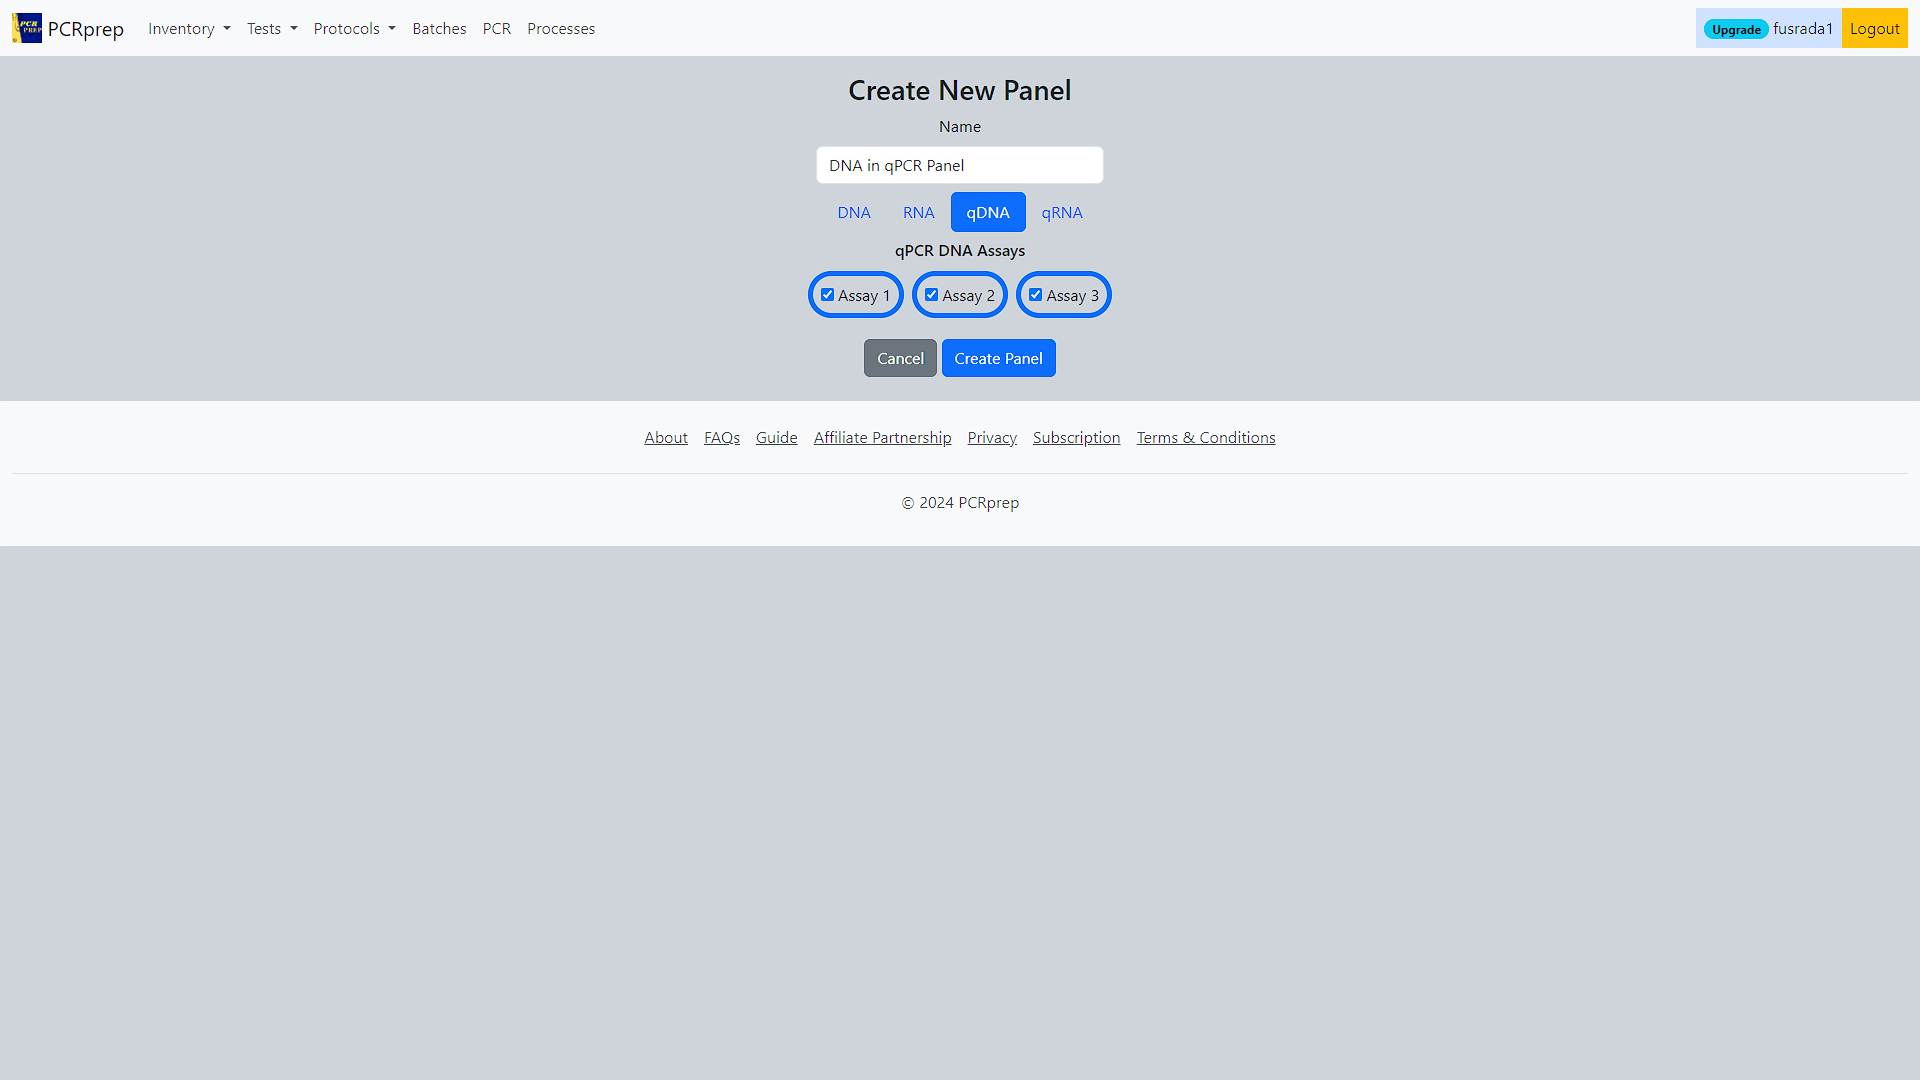 PCR PREP PCRprep Inventory Tests Protocols Batches PCR Processes Upgrade fusrada1 Logout
Create New Panel
Name
DNA in qPCR Panel
DNA RNA qDNA qRNA
qPCR DNA Assays
Assay 1 Assay 2 Assay 3
Cancel Create Panel
About FAQs Guide Affiliate Partnership Privacy Subscription Terms & Conditions
© 2024 PCRprep